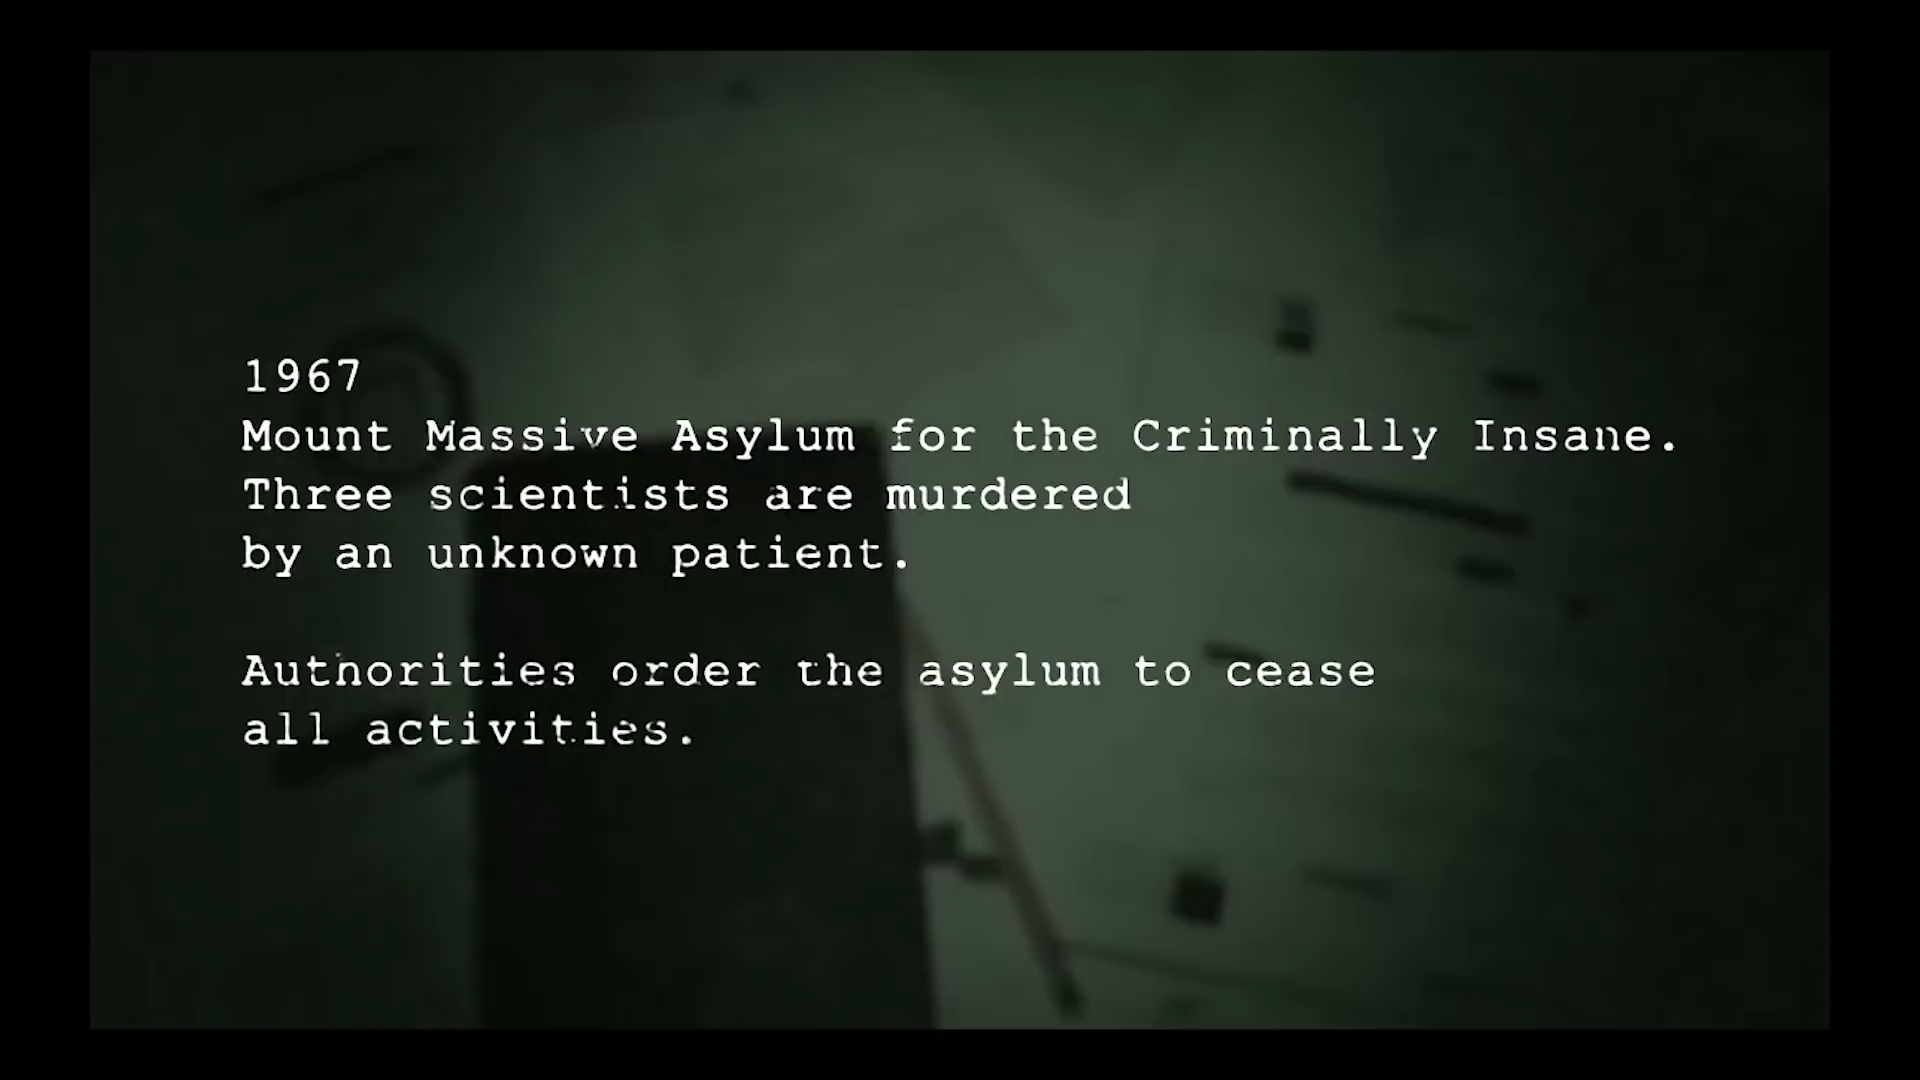 1967
Mount Massive Asylum for the Criminally Insane.
Three scientists are murdered
by an unknown patient.
Authorities order the asylum to cease
all activities.